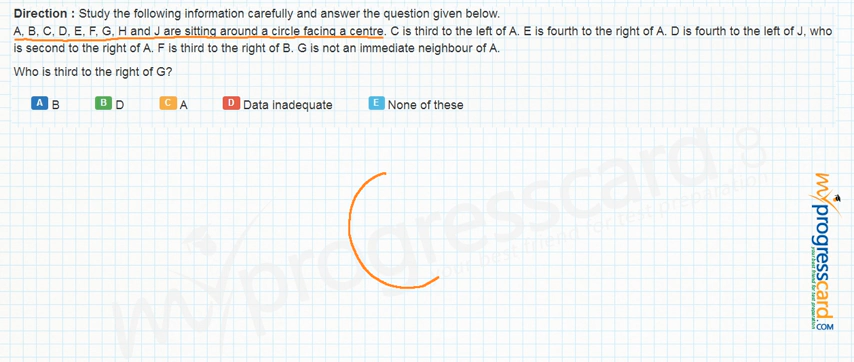 Direction : Study the following information carefully and answer the question given below.
A, B, C, D, E, F, G, H and J are sitting around a circle facing a centre. C is third to the left of A. E is fourth to the right of A. D is fourth to the left of J, who
is second to the right of A. F is third to the right of B. G is not an immediate neighbour of A.
Who is third to the right of G?
A B B D C A D Data inadequate E None of these
myprogresscard
myprogresscard.COM